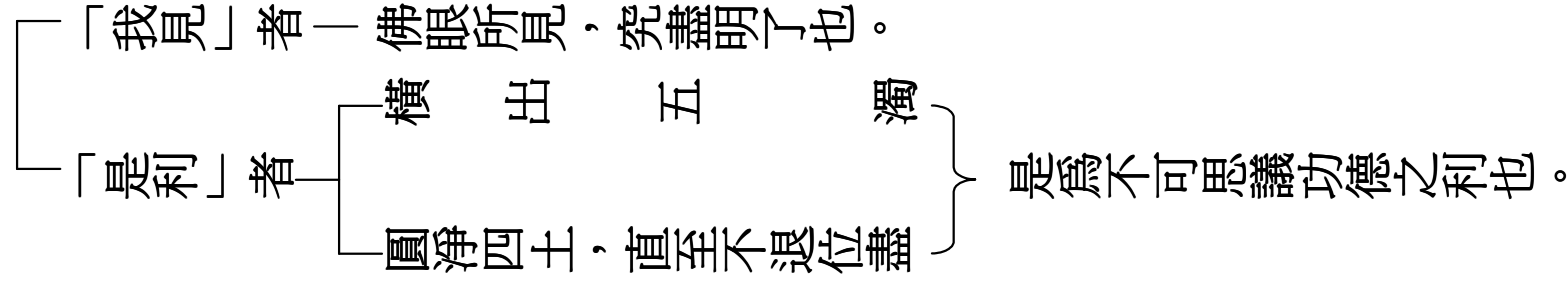 「我見」者 佛眼所見，究盡明了也。
「是利」者
橫出五濁
圓淨四土，直至不退位盡
是為不可思議功德之利也。